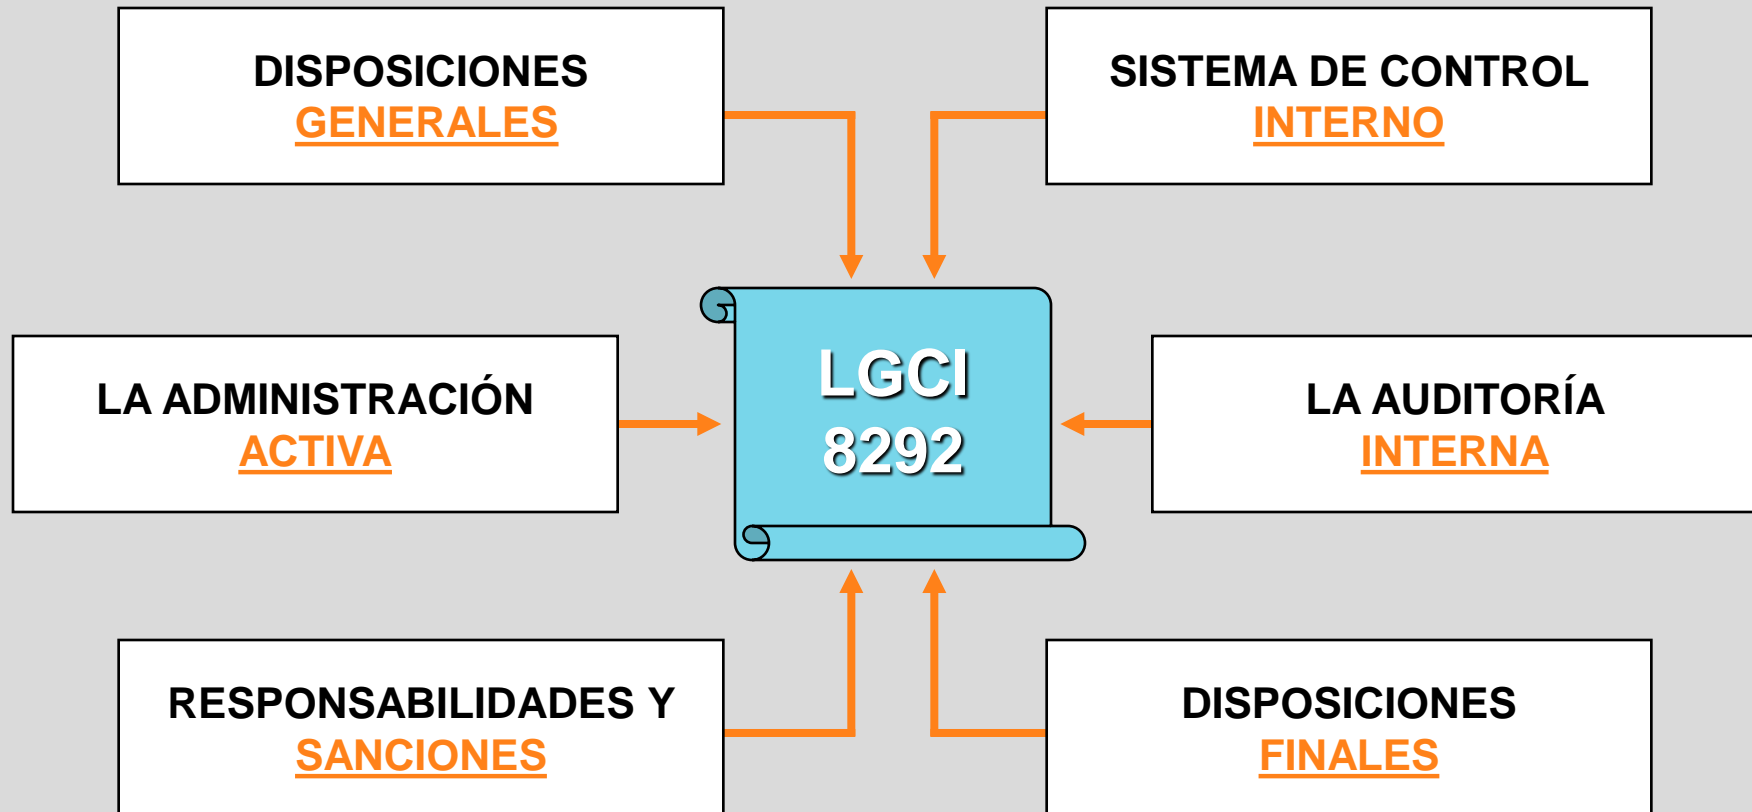 DISPOSICIONES
GENERALES
SISTEMA DE CONTROL
INTERNO
LA ADMINISTRACIÓN
ACTIVA
LGCI
8292
LA AUDITORÍA
INTERNA
RESPONSABILIDADES Y
SANCIONES
DISPOSICIONES
FINALES